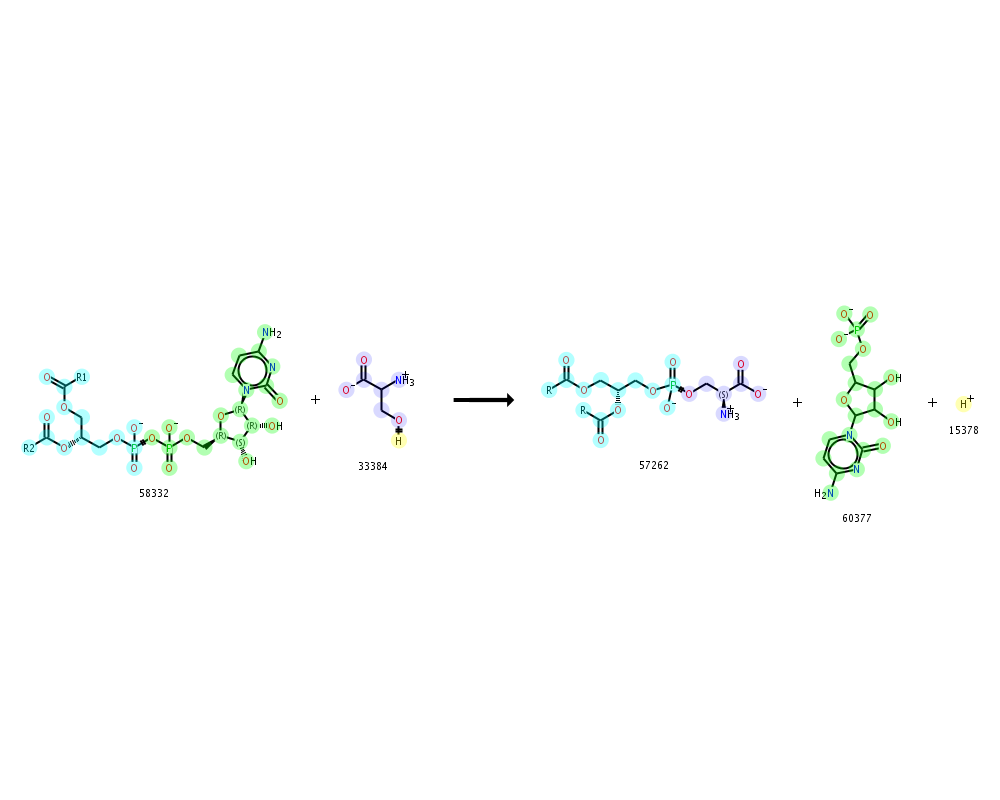 O R1
O
O
R2 O
O
O⁻ O O⁻ O
P P
O O
NH2
N
N O
O (R)
(R) (R) OH
(S)
OH
58332
+
O
O⁻ NH3+
O
H
33384
O O
R O O P O O
R O O⁻ (S) O⁻
O NH3+
57262
+
O⁻ O
O⁻ P
O
OH
O
OH
N
O
N
H2N
60377
+
H+
15378